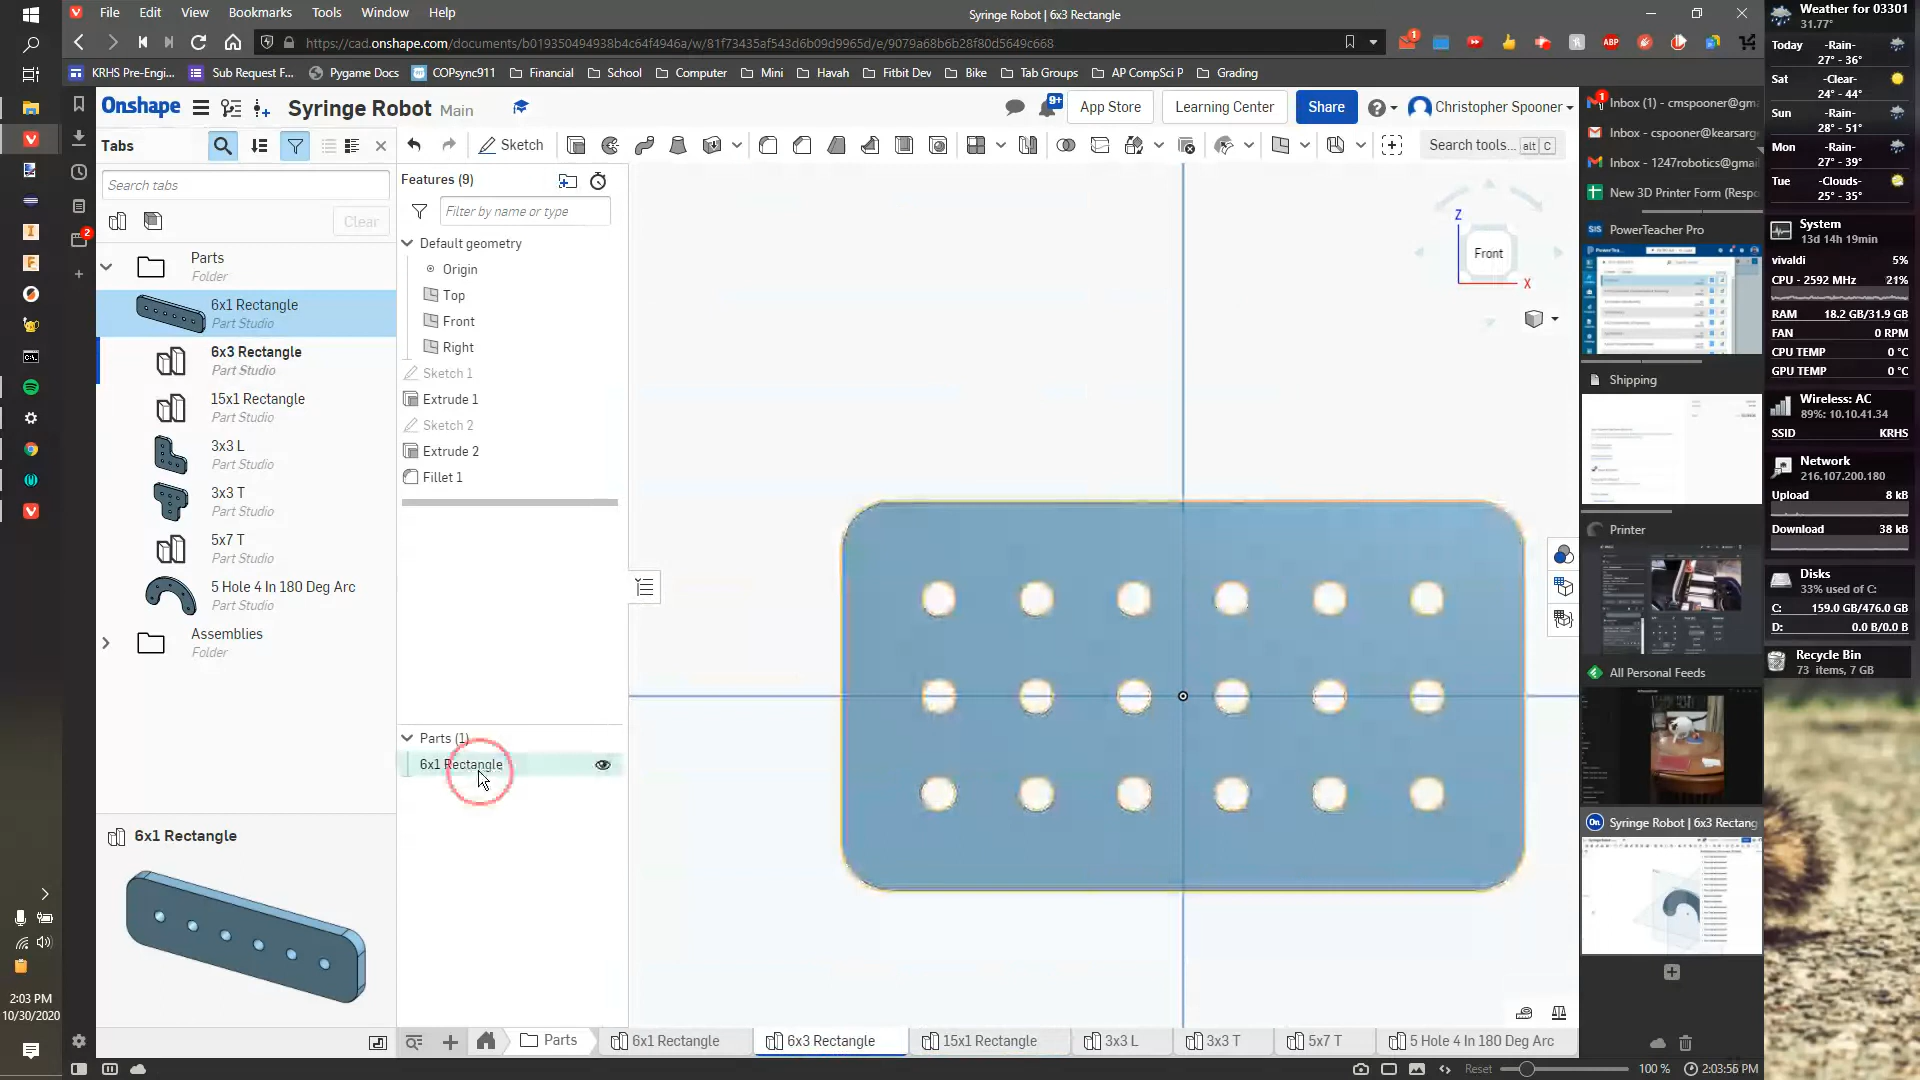 File Edit View Bookmarks Tools Window Help
Syringe Robot | 6x3 Rectangle
https://cad.onshape.com/documents/b019350494938b4c64f4946a/w/81f73435af543d6b09d9965d/e/9079a68b6b28f80d5649c668
KRHS Pre-Engi... Sub Request F... Pygame Docs COPsync911 Financial School Computer Mini Havah Fitbit Dev Bike Tab Groups AP CompSci P Grading
Onshape Syringe Robot Main 9+ App Store Learning Center Share Christopher Spooner
Tabs
Sketch
Search tools... alt C
Search tabs
Clear
Parts
Folder
6x1 Rectangle
Part Studio
6x3 Rectangle
Part Studio
15x1 Rectangle
Part Studio
3x3 L
Part Studio
3x3 T
Part Studio
5x7 T
Part Studio
5 Hole 4 In 180 Deg Arc
Part Studio
Assemblies
Folder
6x1 Rectangle
Features (9)
Filter by name or type
Default geometry
Origin
Top
Front
Right
Sketch 1
Extrude 1
Sketch 2
Extrude 2
Fillet 1
Parts (1)
6x1 Rectangle
Z
Front
X
Parts 6x1 Rectangle 6x3 Rectangle 15x1 Rectangle 3x3 L 3x3 T 5x7 T 5 Hole 4 In 180 Deg Arc
Reset 100 % 2:03:56 PM
2:03 PM
10/30/2020
Inbox (1) - cmspooner@gm
Inbox - cspooner@kearsarg
Inbox - 1247robotics@gmai
New 3D Printer Form (Respo
PowerTeacher Pro
Shipping
Printer
All Personal Feeds
Syringe Robot | 6x3 Rectang
Weather for 03301
31.77°
Today -Rain-
27° - 36°
Sat -Clear-
24° - 44°
Sun -Rain-
28° - 51°
Mon -Rain-
27° - 39°
Tue -Clouds-
25° - 35°
System
13d 14h 19min
vivaldi 5%
CPU - 2592 MHz 21%
RAM 18.2 GB/31.9 GB
FAN 0 RPM
CPU TEMP 0 °C
GPU TEMP 0 °C
Wireless: AC
89%: 10.10.41.34
SSID KRHS
Network
216.107.200.180
Upload 8 kB
Download 38 kB
Disks
33% used of C:
C: 159.0 GB/476.0 GB
D: 0.0 B/0.0 B
Recycle Bin
73 items, 7 GB